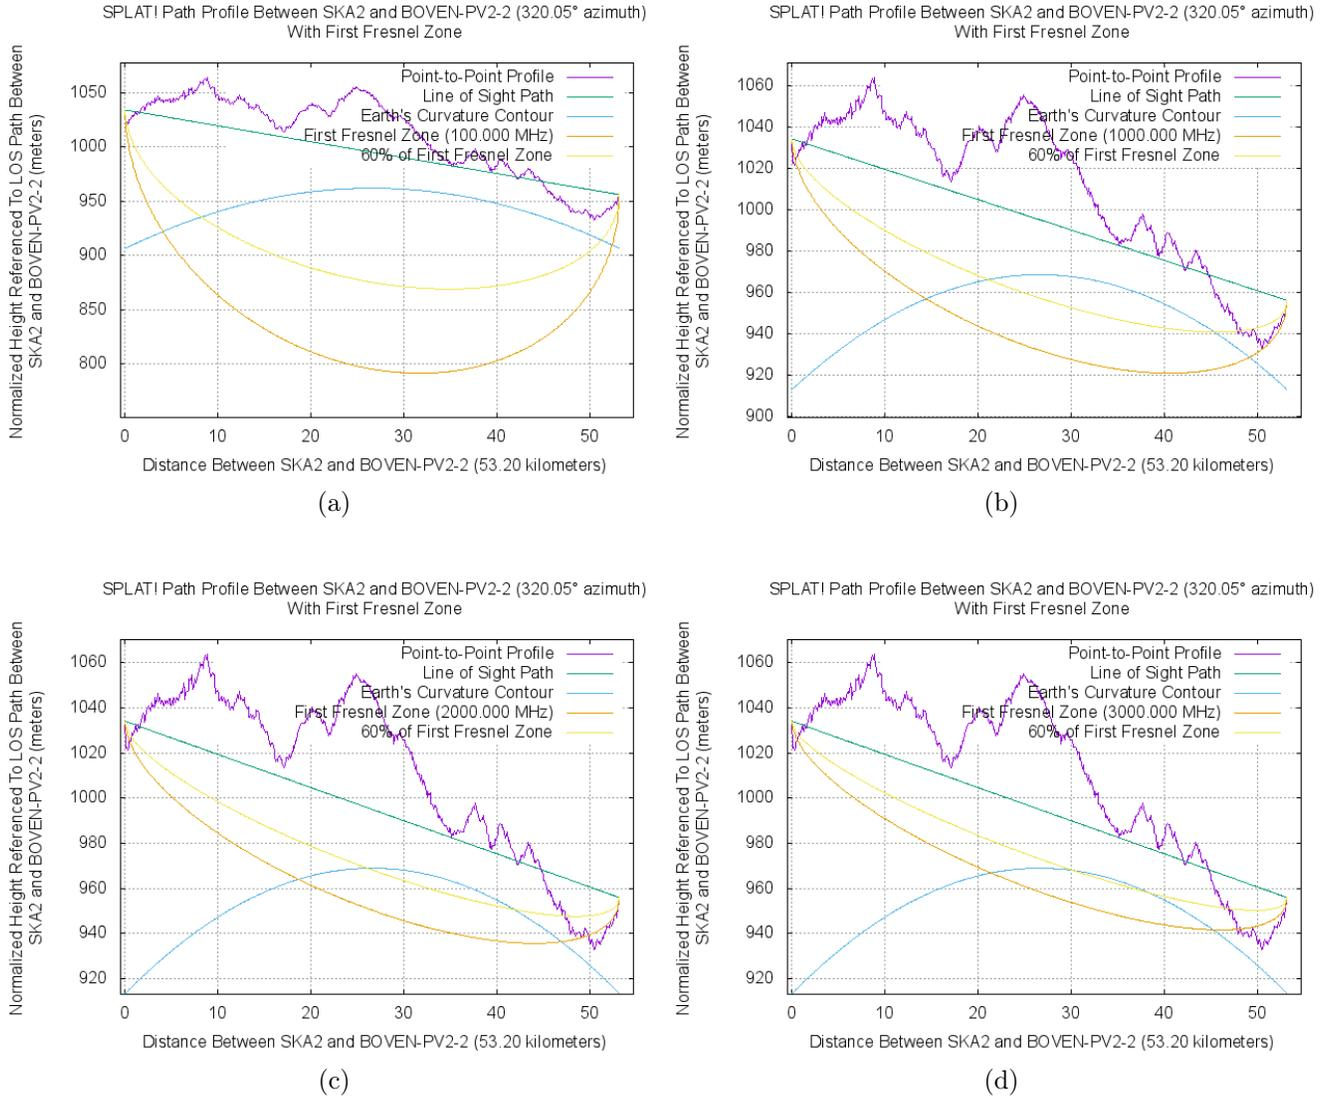 SPLAT! Path Profile Between SKA2 and BOVEN-PV2-2 (320.05° azimuth)
With First Fresnel Zone
Normalized Height Referenced To LOS Path Between
SKA2 and BOVEN-PV2-2 (meters)
Point-to-Point Profile
Line of Sight Path
Earth's Curvature Contour
First Fresnel Zone (100.000 MHz)
60% of First Fresnel Zone
1050
1000
950
900
850
800
0 10 20 30 40 50
Distance Between SKA2 and BOVEN-PV2-2 (53.20 kilometers)
(a)
SPLAT! Path Profile Between SKA2 and BOVEN-PV2-2 (320.05° azimuth)
With First Fresnel Zone
Normalized Height Referenced To LOS Path Between
SKA2 and BOVEN-PV2-2 (meters)
Point-to-Point Profile
Line of Sight Path
Earth's Curvature Contour
First Fresnel Zone (1000.000 MHz)
60% of First Fresnel Zone
1060
1040
1020
1000
980
960
940
920
900
0 10 20 30 40 50
Distance Between SKA2 and BOVEN-PV2-2 (53.20 kilometers)
(b)
SPLAT! Path Profile Between SKA2 and BOVEN-PV2-2 (320.05° azimuth)
With First Fresnel Zone
Normalized Height Referenced To LOS Path Between
SKA2 and BOVEN-PV2-2 (meters)
Point-to-Point Profile
Line of Sight Path
Earth's Curvature Contour
First Fresnel Zone (2000.000 MHz)
60% of First Fresnel Zone
1060
1040
1020
1000
980
960
940
920
0 10 20 30 40 50
Distance Between SKA2 and BOVEN-PV2-2 (53.20 kilometers)
(c)
SPLAT! Path Profile Between SKA2 and BOVEN-PV2-2 (320.05° azimuth)
With First Fresnel Zone
Normalized Height Referenced To LOS Path Between
SKA2 and BOVEN-PV2-2 (meters)
Point-to-Point Profile
Line of Sight Path
Earth's Curvature Contour
First Fresnel Zone (3000.000 MHz)
60% of First Fresnel Zone
1060
1040
1020
1000
980
960
940
920
0 10 20 30 40 50
Distance Between SKA2 and BOVEN-PV2-2 (53.20 kilometers)
(d)